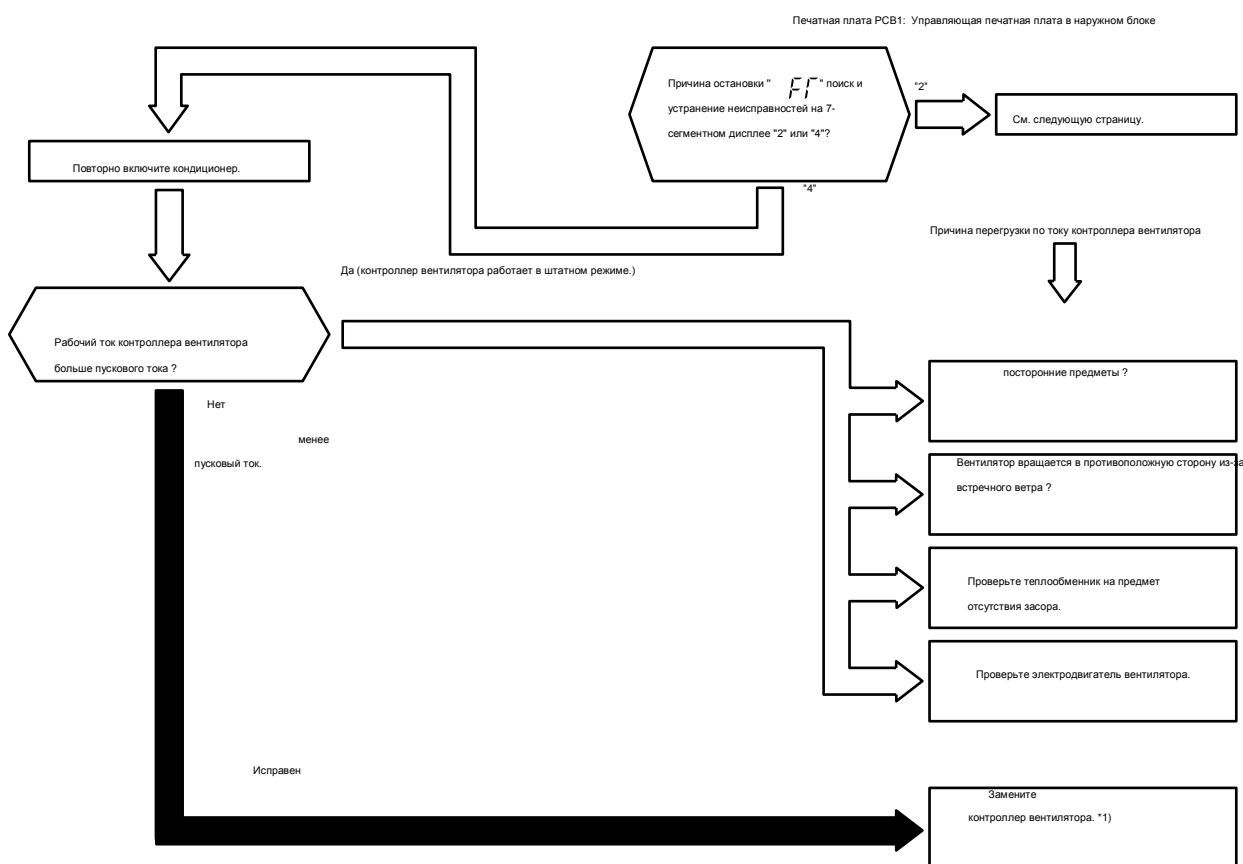 Печатная плата PCB1: Управляющая печатная плата в наружном блоке
Причина остановки " FT " поиск и
устранение неисправностей на 7-
сегментном дисплее "2" или "4"?
"2"
См. следующую страницу.
"4"
Повторно включите кондиционер.
Причина перегрузки по току контроллера вентилятора
Да (контроллер вентилятора работает в штатном режиме.)
Рабочий ток контроллера вентилятора
больше пускового тока ?
Нет
менее
пусковый ток.
посторонние предметы ?
Вентилятор вращается в противоположную сторону из-за
встречного ветра ?
Проверьте теплообменник на предмет
отсутствия засора.
Проверьте электродвигатель вентилятора.
Исправен
Замените
контроллер вентилятора. *1)